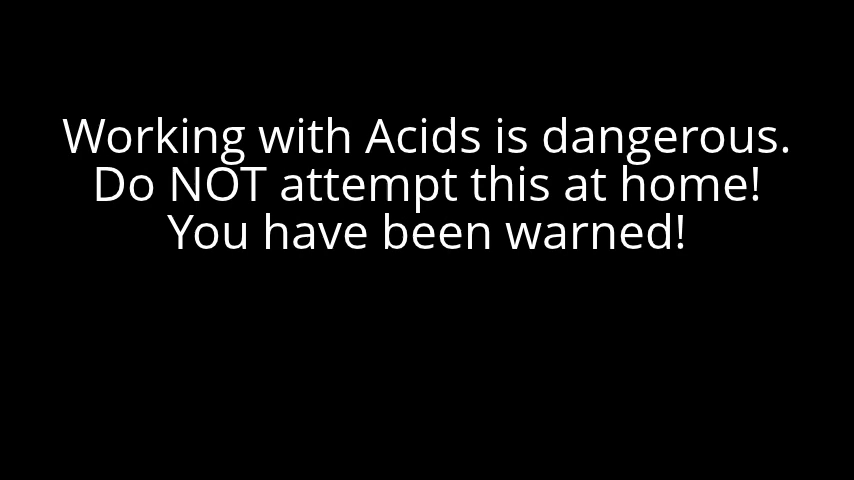 Working with Acids is dangerous.
Do NOT attempt this at home!
You have been warned!